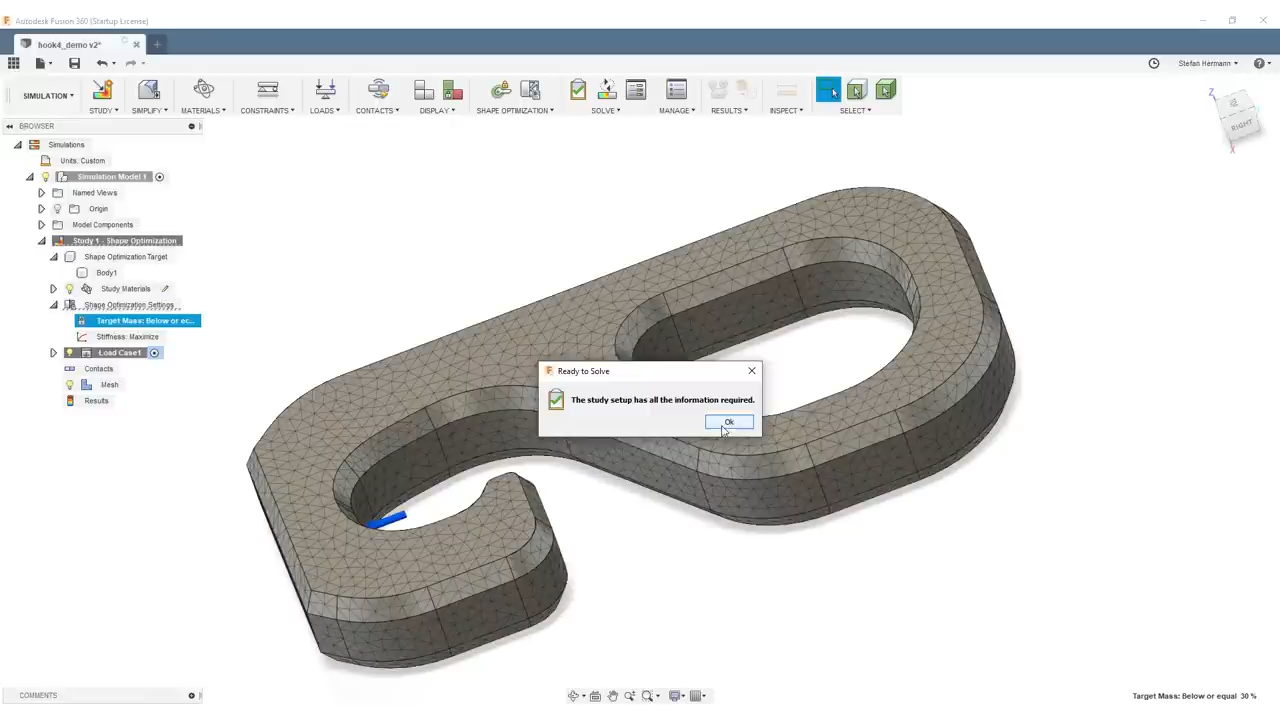 Autodesk Fusion 360 (Startup License)
hook4_demo v2*
Stefan Hermann
SIMULATION
STUDY
SIMPLIFY
MATERIALS
CONSTRAINTS
LOADS
CONTACTS
DISPLAY
SHAPE OPTIMIZATION
SOLVE
MANAGE
RESULTS
INSPECT
SELECT
BROWSER
Simulations
Units: Custom
Simulation Model 1
Named Views
Origin
Model Components
Study 1 - Shape Optimization
Shape Optimization Target
Body1
Study Materials
Shape Optimization Settings
Target Mass: Below or ec...
Stiffness: Maximize
Load Case1
Contacts
Mesh
Results
Z
RIGHT
X
Ready to Solve
The study setup has all the information required.
Ok
COMMENTS
Target Mass: Below or equal 30 %